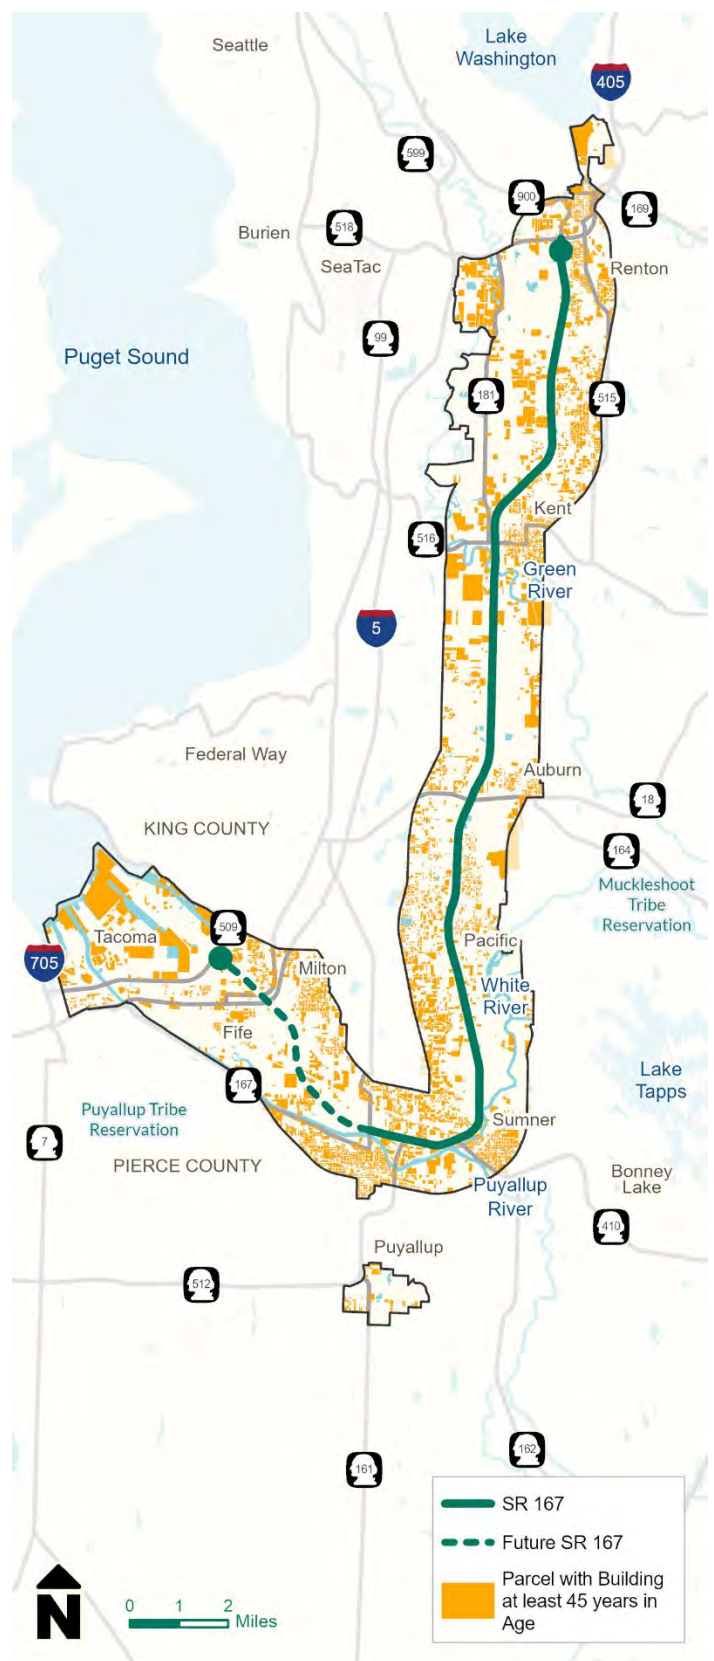 Seattle
Lake
Washington
405
599
900
169
518
Burien
SeaTac
Renton
99
Puget Sound
181
515
Kent
516
Green
River
5
Federal Way
Auburn
18
KING COUNTY
164
Muckleshoot
Tribe
Reservation
509
Tacoma
Pacific
705
Milton
White
River
Fife
Lake
Tapps
167
Puyallup Tribe
Reservation
Sumner
7
PIERCE COUNTY
Bonney
Lake
Puyallup
River
410
Puyallup
512
162
161
SR 167
Future SR 167
Parcel with Building
at least 45 years in
Age
N
0 1 2
Miles